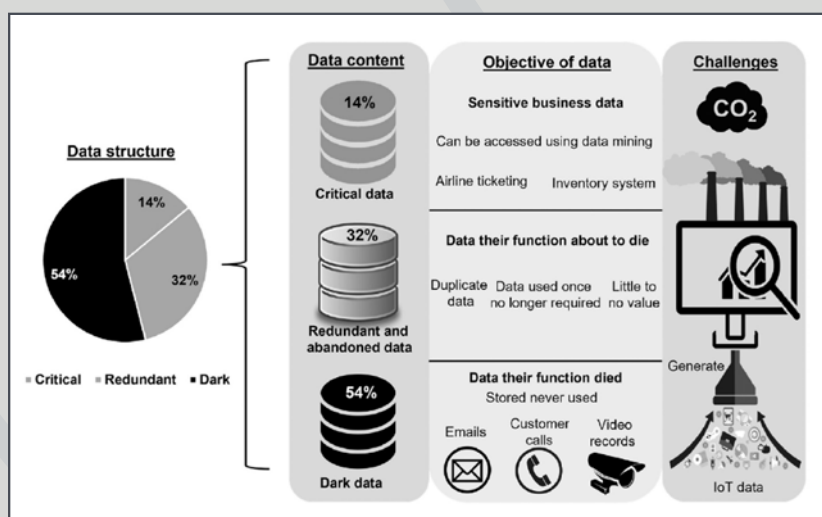 Data structure
14%
32%
54%
Critical Redundant Dark
Data content
14%
Critical data
32%
Redundant and
abandoned data
54%
Dark data
Objective of data
Sensitive business data
Can be accessed using data mining
Airline ticketing Inventory system
Data their function about to die
Duplicate Data used once Little to
data no longer required no value
Data their function died
Stored never used
Emails Customer Video
calls records
Challenges
CO2
Generate
IoT data